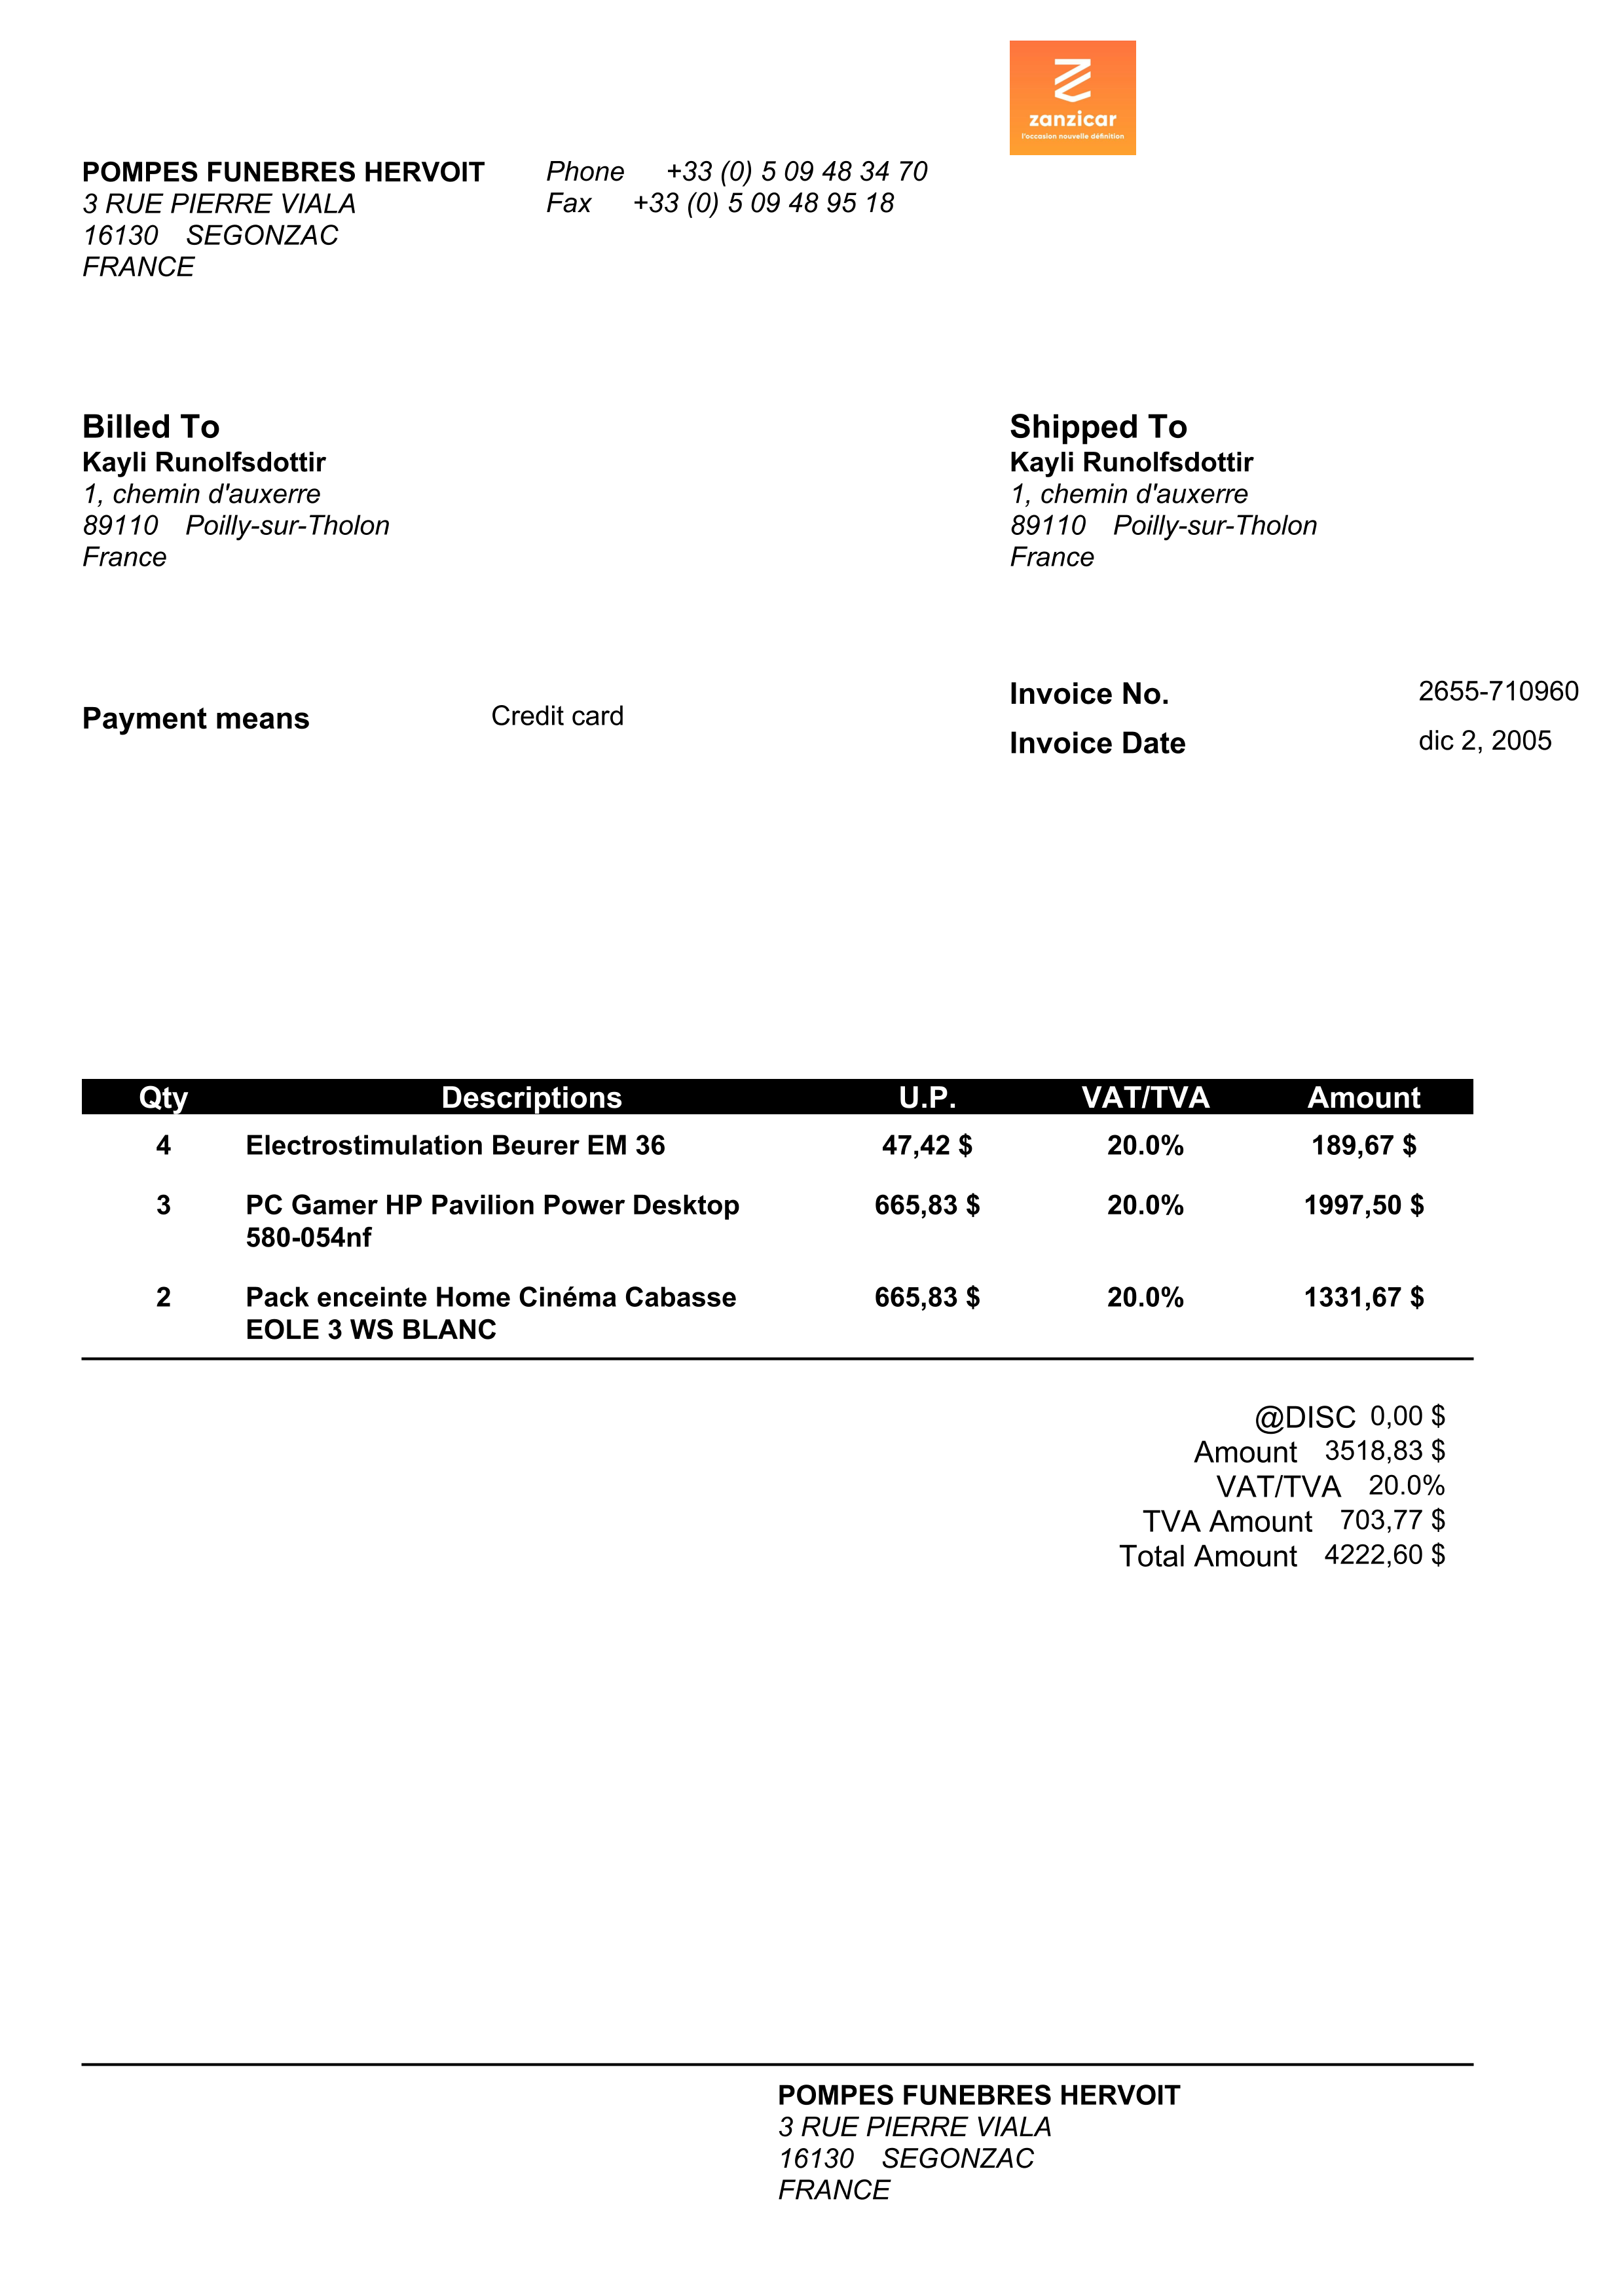 zanzicar
l'occasion nouvelle définition
POMPES FUNEBRES HERVOIT
3 RUE PIERRE VIALA
16130 SEGONZAC
FRANCE
Phone +33 (0) 5 09 48 34 70
Fax +33 (0) 5 09 48 95 18
Billed To
Kayli Runolfsdottir
1, chemin d'auxerre
89110 Poilly-sur-Tholon
France
Shipped To
Kayli Runolfsdottir
1, chemin d'auxerre
89110 Poilly-sur-Tholon
France
Payment means Credit card
Invoice No. 2655-710960
Invoice Date dic 2, 2005
Qty Descriptions U.P. VAT/TVA Amount
4 Electrostimulation Beurer EM 36 47,42 $ 20.0% 189,67 $
3 PC Gamer HP Pavilion Power Desktop 665,83 $ 20.0% 1997,50 $
580-054nf
2 Pack enceinte Home Cinéma Cabasse 665,83 $ 20.0% 1331,67 $
EOLE 3 WS BLANC
@DISC 0,00 $
Amount 3518,83 $
VAT/TVA 20.0%
TVA Amount 703,77 $
Total Amount 4222,60 $
POMPES FUNEBRES HERVOIT
3 RUE PIERRE VIALA
16130 SEGONZAC
FRANCE